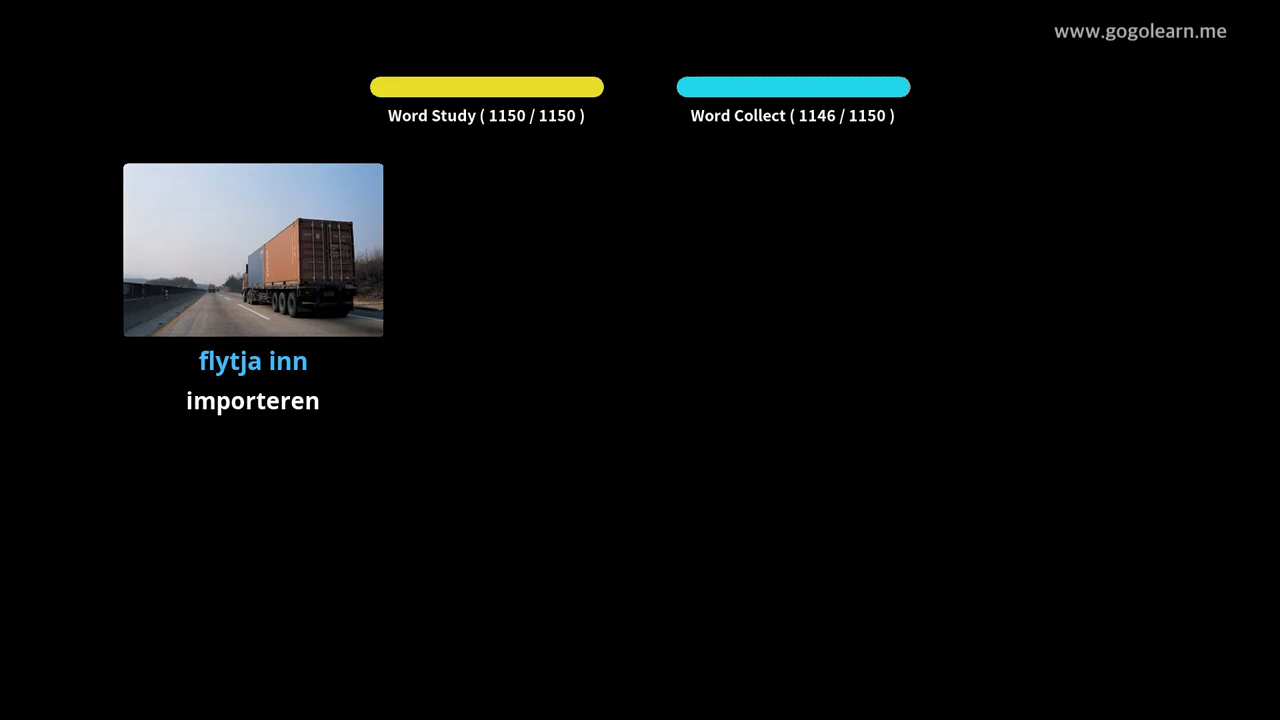 www.gogolearn.me
Word Study ( 1150 / 1150 )
Word Collect ( 1146 / 1150 )
flytja inn
importeren